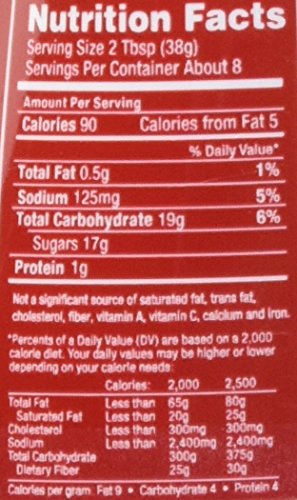 Nutrition Facts
Serving Size 2 Tbsp (38g)
Servings Per Container About 8
Amount Per Serving
Calories 90 Calories from Fat 5
% Daily Value*
Total Fat 0.5g 1%
Sodium 125mg 5%
Total Carbohydrate 19g 6%
Sugars 17g
Protein 1g
Not a significant source of saturated fat, trans fat,
cholesterol, fiber, vitamin A, vitamin C, calcium and iron.
*Percents of a Daily Value (DV) are based on a 2,000
calorie diet. Your daily values may be higher or lower
depending on your calorie needs:
Calories: 2,000 2,500
Total Fat Less than 65g 80g
Saturated Fat Less than 20g 25g
Cholesterol Less than 300mg 300mg
Sodium Less than 2,400mg 2,400mg
Total Carbohydrate 300g 375g
Dietary Fiber 25g 30g
Calories per gram: Fat 9 • Carbohydrate 4 • Protein 4